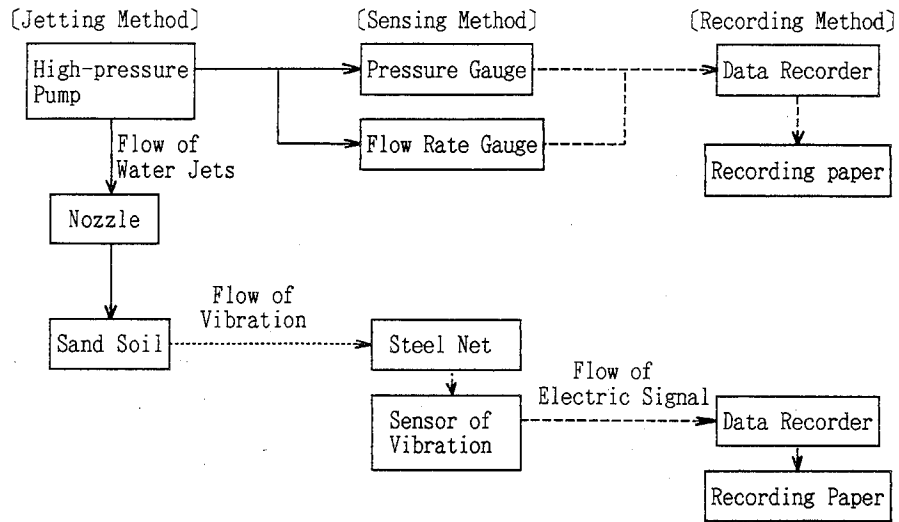 [Jetting Method]
[Sensing Method]
[Recording Method]
High-pressure
Pump
Pressure Gauge
Data Recorder
Flow of
Water Jets
Flow Rate Gauge
Recording paper
Nozzle
Flow of
Vibration
Sand Soil
Steel Net
Flow of
Electric Signal
Sensor of
Vibration
Data Recorder
Recording Paper